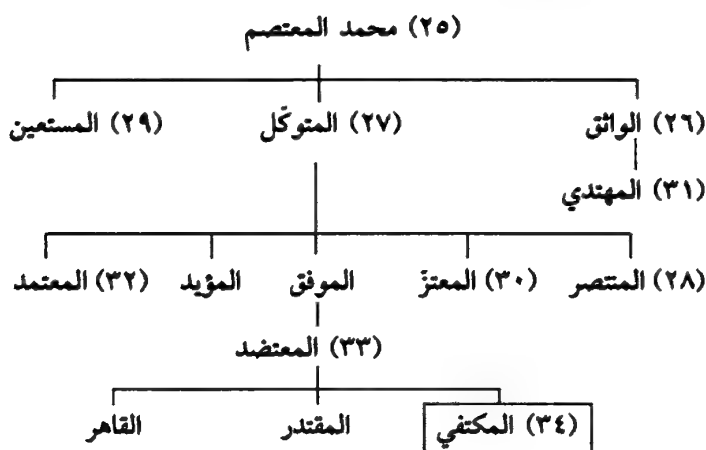 (٢٥) محمد المعتصم
(٢٦) الواثق (٢٧) المتوكّل (٢٩) المستعين
(٣١) المهتدي
(٢٨) المنتصر (٣٠) المعتزّ الموفق المؤيد (٣٢) المعتمد
(٣٣) المعتضد
(٣٤) المكتفي المقتدر القاهر